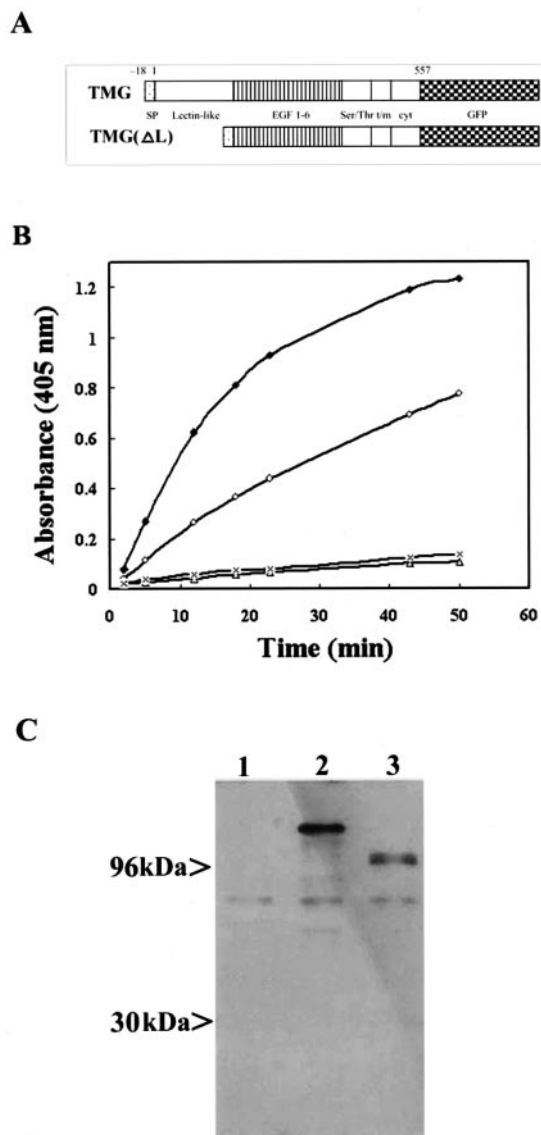 A
−18 1 557
TMG
SP Lectin-like EGF 1-6 Ser/Thr t/m cyt GFP
TMG(△L)
B
Absorbance (405 nm)
1.2
1
0.8
0.6
0.4
0.2
0
0 10 20 30 40 50 60
Time (min)
C
1 2 3
96kDa>
30kDa>